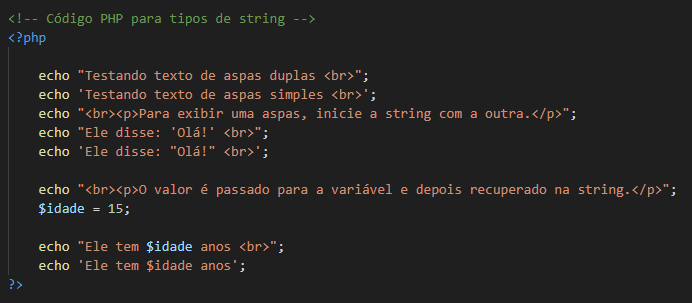 <!-- Código PHP para tipos de string -->
<?php
echo "Testando texto de aspas duplas <br>";
echo 'Testando texto de aspas simples <br>';
echo "<br><p>Para exibir uma aspas, inicie a string com a outra.</p>";
echo "Ele disse: 'Olá!' <br>";
echo 'Ele disse: "Olá!" <br>';
echo "<br><p>O valor é passado para a variável e depois recuperado na string.</p>";
$idade = 15;
echo "Ele tem $idade anos <br>";
echo 'Ele tem $idade anos';
?>